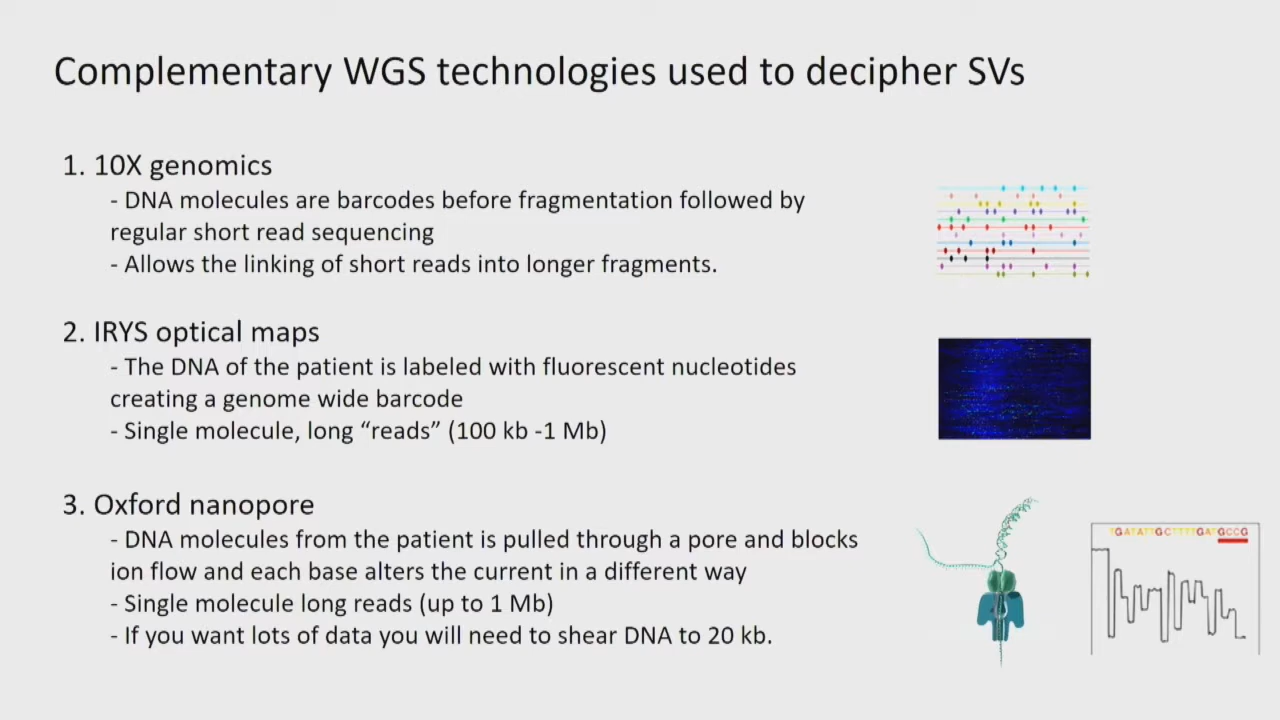 Complementary WGS technologies used to decipher SVs
1. 10X genomics
- DNA molecules are barcodes before fragmentation followed by
regular short read sequencing
- Allows the linking of short reads into longer fragments.
2. IRYS optical maps
- The DNA of the patient is labeled with fluorescent nucleotides
creating a genome wide barcode
- Single molecule, long “reads” (100 kb -1 Mb)
3. Oxford nanopore
- DNA molecules from the patient is pulled through a pore and blocks
ion flow and each base alters the current in a different way
- Single molecule long reads (up to 1 Mb)
- If you want lots of data you will need to shear DNA to 20 kb.
TGATATTGCTTTTGATGCCG